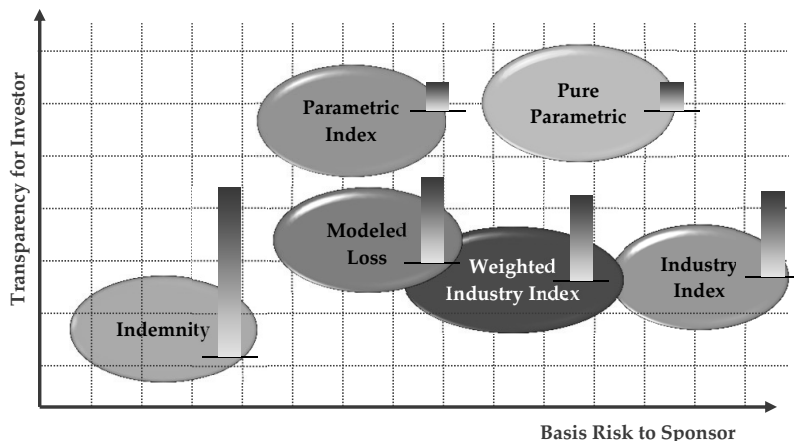 Transparency for Investor
Parametric
Index
Pure
Parametric
Modeled
Loss
Weighted
Industry Index
Industry
Index
Indemnity
Basis Risk to Sponsor